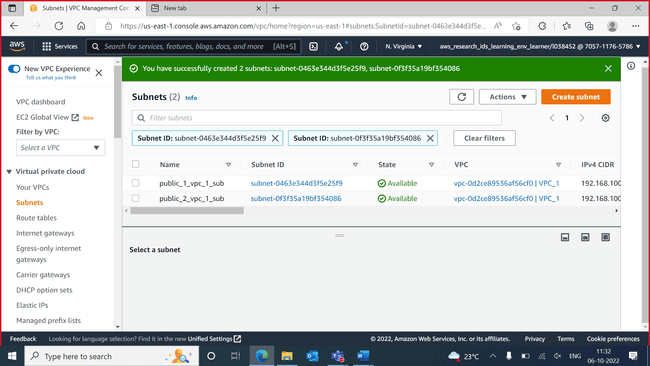 Subnets | VPC Management Con
New tab
https://us-east-1.console.aws.amazon.com/vpc/home?region=us-east-1#subnets:SubnetId=subnet-0463e344d3f5e...
aws
Services
Search for services, features, blogs, docs, and more
[Alt+S]
N. Virginia
aws_research_ids_learning_env_learner/l038452 @ 7057-1176-5786
New VPC Experience
Tell us what you think
You have successfully created 2 subnets: subnet-0463e344d3f5e25f9, subnet-0f3f35a19bf354086
VPC dashboard
EC2 Global View
New
Filter by VPC:
Select a VPC
Virtual private cloud
Your VPCs
Subnets
Route tables
Internet gateways
Egress-only internet
gateways
Carrier gateways
DHCP option sets
Elastic IPs
Managed prefix lists
Subnets (2)
Info
Actions
Create subnet
Filter subnets
1
Subnet ID: subnet-0463e344d3f5e25f9
Subnet ID: subnet-0f3f35a19bf354086
Clear filters
Name
Subnet ID
State
VPC
IPv4 CIDR
public_1_vpc_1_sub
subnet-0463e344d3f5e25f9
Available
vpc-0d2ce89536af56cf0 | VPC_1
192.168.100
public_2_vpc_1_sub
subnet-0f3f35a19bf354086
Available
vpc-0d2ce89536af56cf0 | VPC_1
192.168.100
Select a subnet
Feedback
Looking for language selection? Find it in the new Unified Settings
© 2022, Amazon Web Services, Inc. or its affiliates.
Privacy
Terms
Cookie preferences
Type here to search
23°C
ENG
11:32
06-10-2022